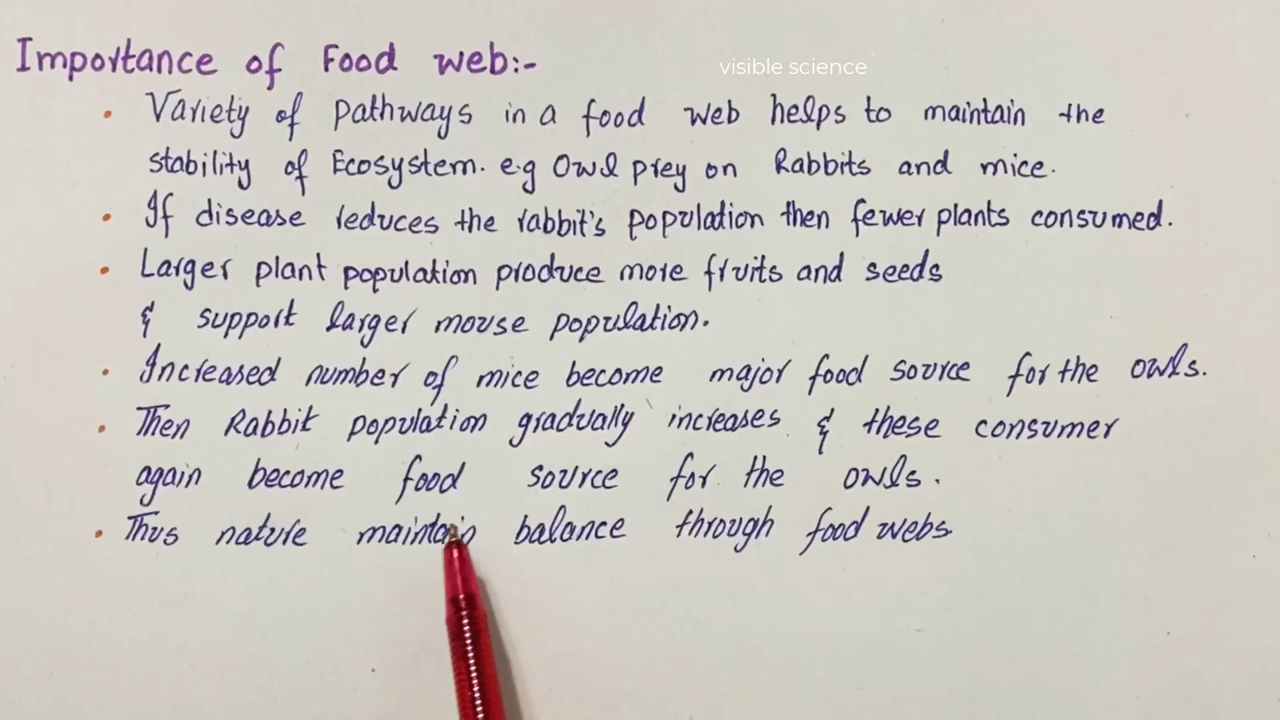 Importance of Food web:-
visible science
• Variety of pathways in a food web helps to maintain the
stability of Ecosystem. e.g Owl prey on Rabbits and mice.
• If disease reduces the rabbit's population then fewer plants consumed.
• Larger plant population produce more fruits and seeds
& support larger mouse population.
• Increased number of mice become major food source for the owls.
• Then Rabbit population gradually increases & these consumer
again become food source for the owls.
• Thus nature maintain balance through food webs